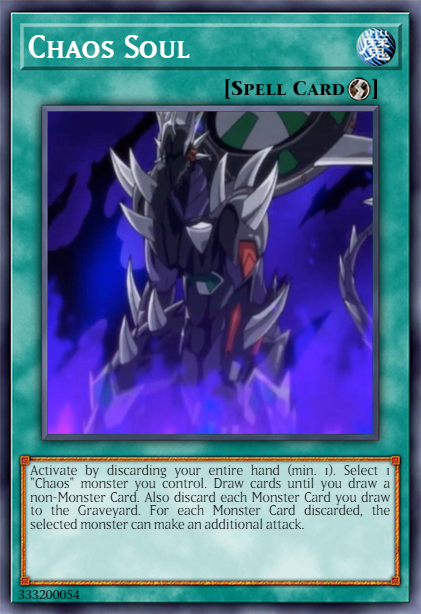 Chaos Soul
魔
[Spell Card]
Activate by discarding your entire hand (min. 1). Select 1
"Chaos" monster you control. Draw cards until you draw a
non-Monster Card. Also discard each Monster Card you draw
to the Graveyard. For each Monster Card discarded, the
selected monster can make an additional attack.
333200054